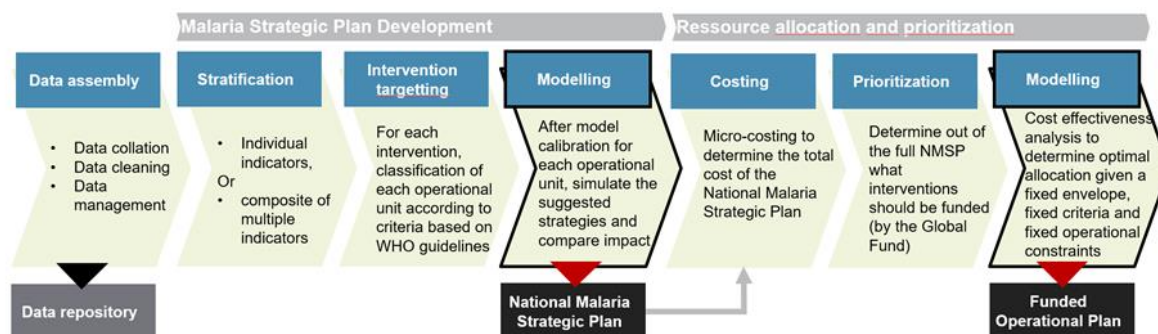 Malaria Strategic Plan Development
Ressource allocation and prioritization
Data assembly
• Data collation
• Data cleaning
• Data
management
Data repository
Stratification
• Individual
indicators,
Or
• composite of
multiple
indicators
Intervention
targetting
For each
intervention,
classification of
each operational
unit according to
criteria based on
WHO guidelines
Modelling
After model
calibration for
each operational
unit, simulate the
suggested
strategies and
compare impact
National Malaria
Strategic Plan
Costing
Micro-costing to
determine the total
cost of the
National Malaria
Strategic Plan
Prioritization
Determine out of
the full NMSP
what
interventions
should be funded
(by the Global
Fund)
Modelling
Cost effectiveness
analysis to
determine optimal
allocation given a
fixed envelope,
fixed criteria and
fixed operational
constraints
Funded
Operational Plan